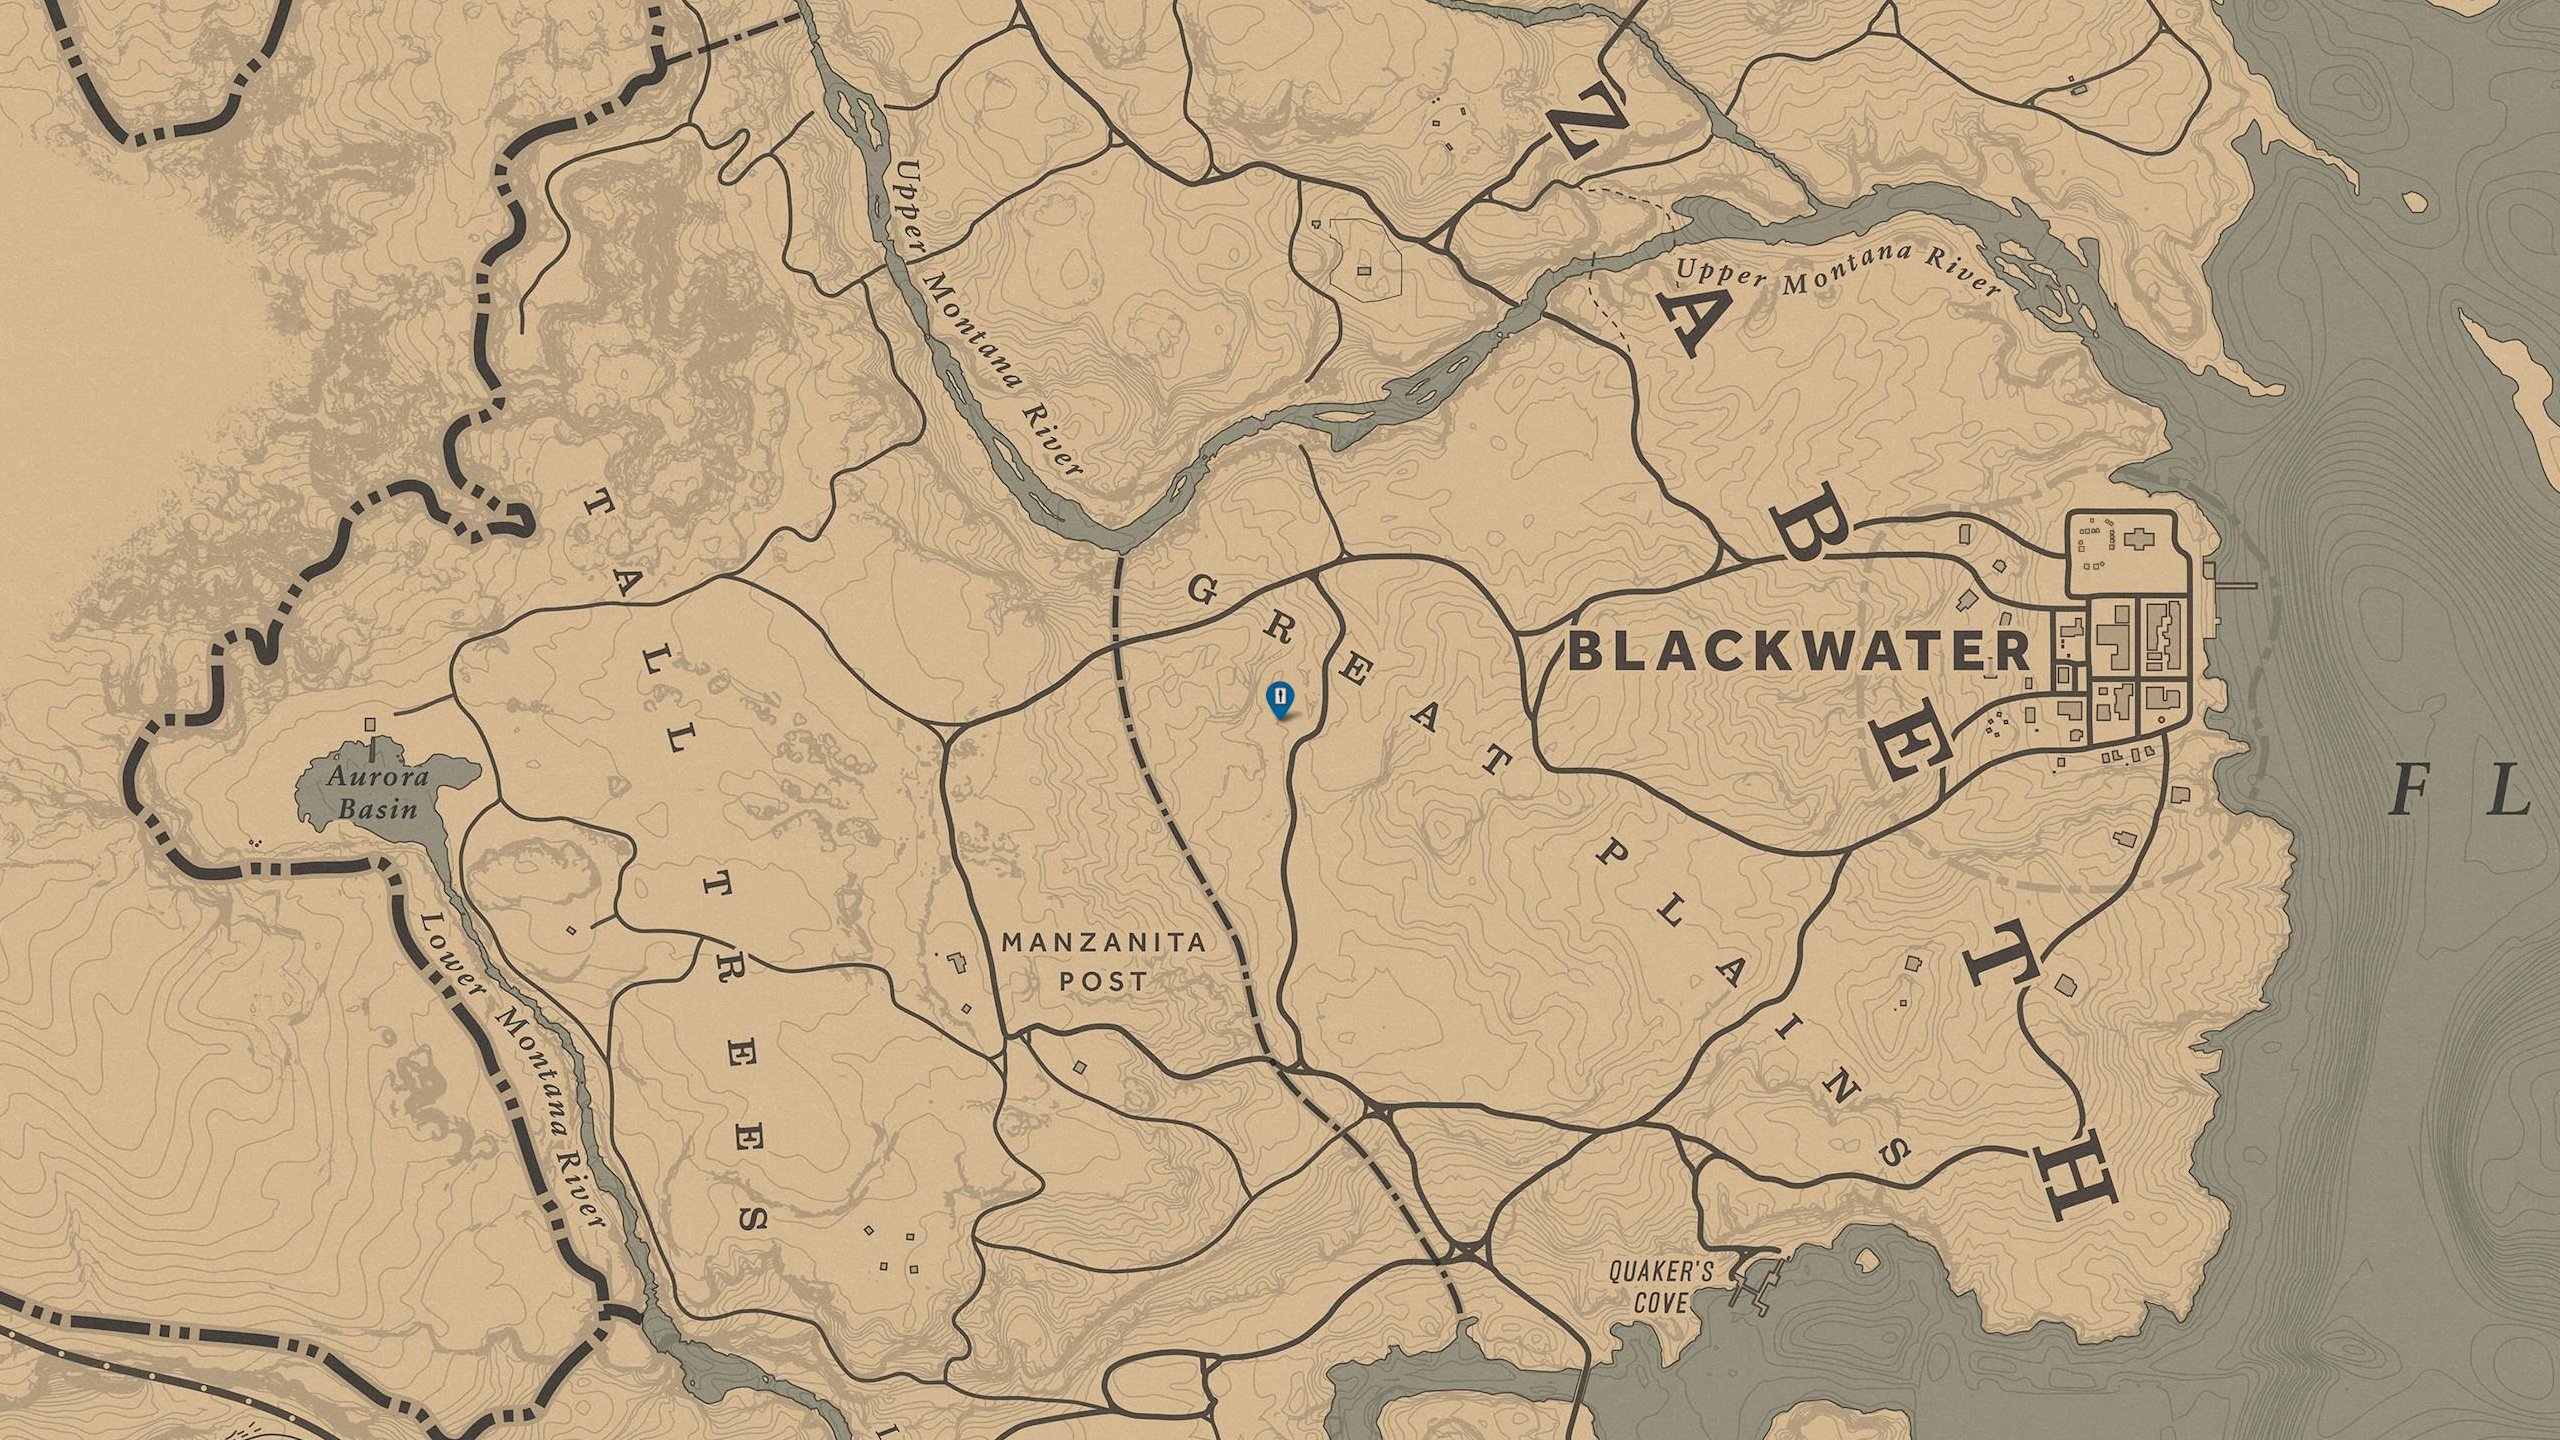 Upper Montana River
Upper Montana River
TALL TREES
GREAT PLAINS
BLACKWATER
ZABETH
Aurora
Basin
F L
Lower Montana River
MANZANITA
POST
QUAKER'S
COVE
L